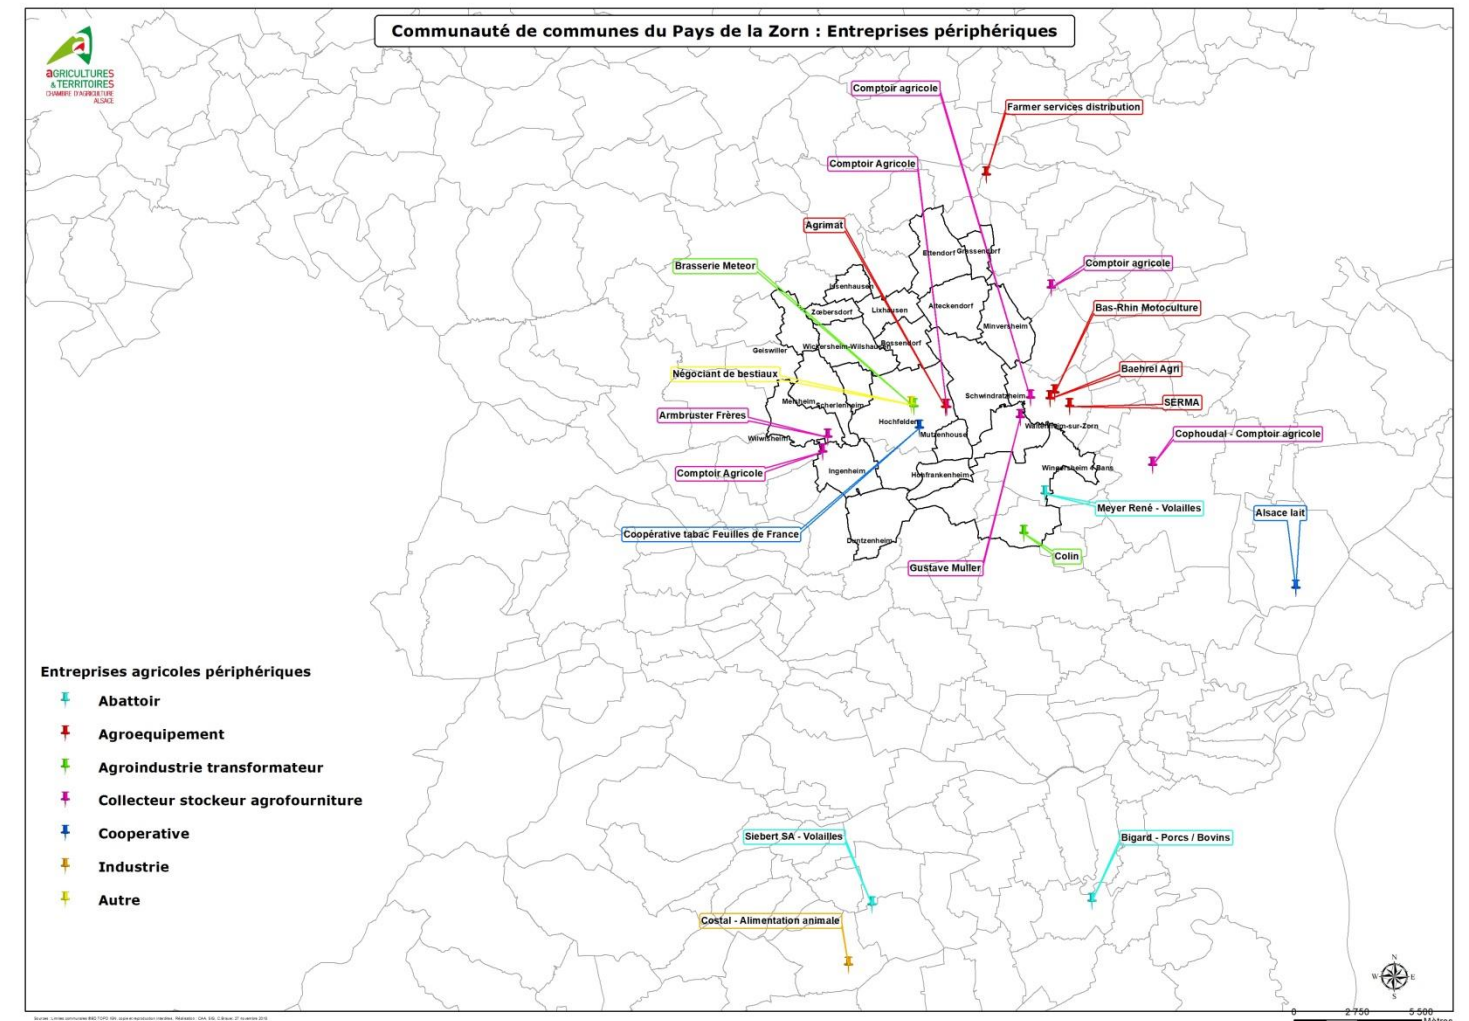 Communauté de communes du Pays de la Zorn : Entreprises périphériques
aGRICULTURES
& TERRITOIRES
CHAMBRE D'AGRICULTURE
ALSACE
Comptoir agricole
Farmer services distribution
Comptoir Agricole
Agrimat
Brasserie Meteor
Comptoir agricole
Bas-Rhin Motoculture
Baehrel Agri
SERMA
Négociant de bestiaux
Armbruster Frères
Comptoir Agricole
Cophoudal - Comptoir agricole
Meyer René - Volailles
Alsace lait
Coopérative tabac Feuilles de France
Gustave Muller
Colin
Ettendorf
Grassendorf
Issenhausen
Zœbersdorf
Lixhausen
Alteckendorf
Minversheim
Wickersheim-Wilshausen
Bossendorf
Geiswiller
Melsheim
Scherlenheim
Schwindratzheim
Hochfelden
Mutzenhouse
Waltenheim-sur-Zorn
Wilwisheim
Ingenheim
Hohfrankenheim
Wingersheim 4 Bans
Duntzenheim
Entreprises agricoles périphériques
Abattoir
Agroequipement
Agroindustrie transformateur
Collecteur stockeur agrofourniture
Cooperative
Industrie
Autre
Siebert SA - Volailles
Bigard - Porcs / Bovins
Costal - Alimentation animale
N
W E
S
0 2 750 5 500
Mètres